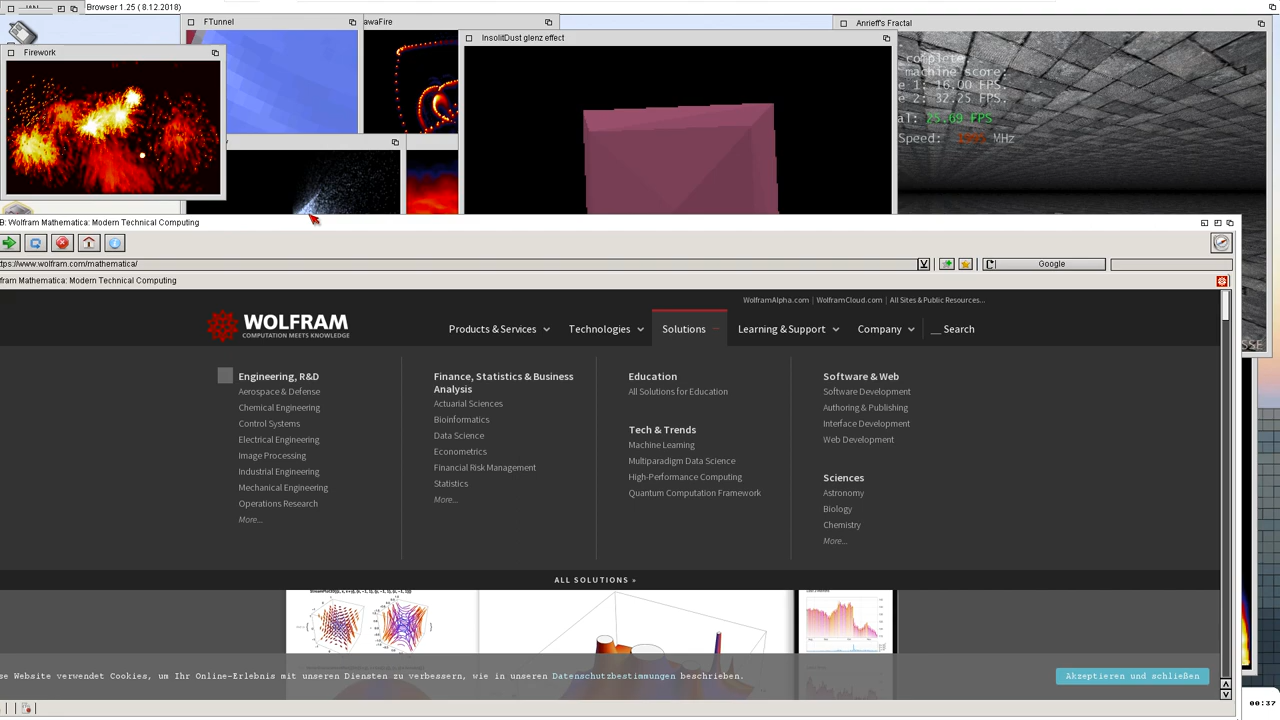 Browser 1.25 ( 8.12.2018)
FTunnel
awaFire
Anrieff's Fractal
InsolitDust glenz effect
Firework
complete.
machine score:
e 1: 16.00 FPS.
e 2: 32.25 FPS.
al: 25.69 FPS
Speed: MHz
SSE
B: Wolfram Mathematica: Modern Technical Computing
tps://www.wolfram.com/mathematica/
Google
fram Mathematica: Modern Technical Computing
WolframAlpha.com | WolframCloud.com | All Sites & Public Resources...
WOLFRAM
COMPUTATION MEETS KNOWLEDGE
Products & Services
Technologies
Solutions
Learning & Support
Company
Search
Engineering, R&D
Aerospace & Defense
Chemical Engineering
Control Systems
Electrical Engineering
Image Processing
Industrial Engineering
Mechanical Engineering
Operations Research
More...
Finance, Statistics & Business
Analysis
Actuarial Sciences
Bioinformatics
Data Science
Econometrics
Financial Risk Management
Statistics
More...
Education
All Solutions for Education
Tech & Trends
Machine Learning
Multiparadigm Data Science
High-Performance Computing
Quantum Computation Framework
Software & Web
Software Development
Authoring & Publishing
Interface Development
Web Development
Sciences
Astronomy
Biology
Chemistry
More...
ALL SOLUTIONS »
se Website verwendet Cookies, um Ihr Online-Erlebnis mit unseren Diensten zu verbessern, wie in unseren Datenschutzbestimmungen beschrieben.
Akzeptieren und schließen
00:37